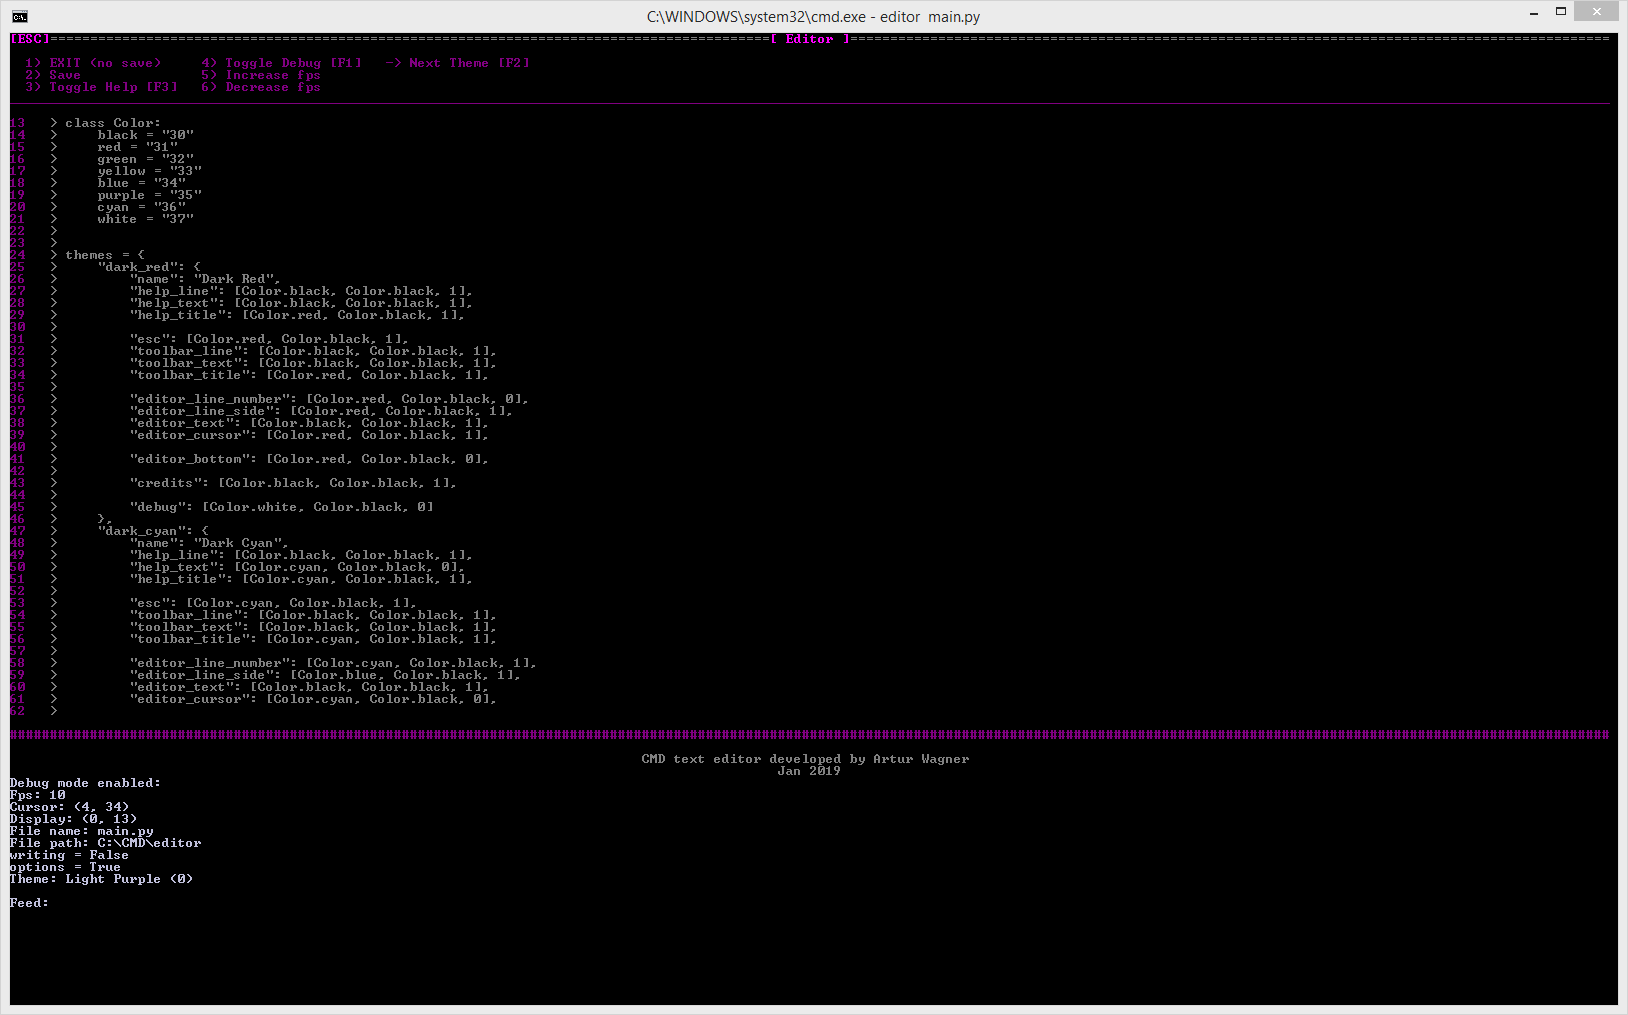 C:\WINDOWS\system32\cmd.exe - editor  main.py
[ESC]================================================================[ Editor ]================================================================
1) EXIT (no save)     4) Toggle Debug [F1]   -> Next Theme [F2]
2) Save               5) Increase fps
3) Toggle Help [F3]   6) Decrease fps
13   > class Color:
14   >     black = "30"
15   >     red = "31"
16   >     green = "32"
17   >     yellow = "33"
18   >     blue = "34"
19   >     purple = "35"
20   >     cyan = "36"
21   >     white = "37"
22   >
23   >
24   > themes = {
25   >     "dark_red": {
26   >         "name": "Dark Red",
27   >         "help_line": [Color.black, Color.black, 1],
28   >         "help_text": [Color.black, Color.black, 1],
29   >         "help_title": [Color.red, Color.black, 1],
30   >
31   >         "esc": [Color.red, Color.black, 1],
32   >         "toolbar_line": [Color.black, Color.black, 1],
33   >         "toolbar_text": [Color.black, Color.black, 1],
34   >         "toolbar_title": [Color.red, Color.black, 1],
35   >
36   >         "editor_line_number": [Color.red, Color.black, 0],
37   >         "editor_line_side": [Color.red, Color.black, 1],
38   >         "editor_text": [Color.black, Color.black, 1],
39   >         "editor_cursor": [Color.red, Color.black, 1],
40   >
41   >         "editor_bottom": [Color.red, Color.black, 0],
42   >
43   >         "credits": [Color.black, Color.black, 1],
44   >
45   >         "debug": [Color.white, Color.black, 0]
46   >     },
47   >     "dark_cyan": {
48   >         "name": "Dark Cyan",
49   >         "help_line": [Color.black, Color.black, 1],
50   >         "help_text": [Color.cyan, Color.black, 0],
51   >         "help_title": [Color.cyan, Color.black, 1],
52   >
53   >         "esc": [Color.cyan, Color.black, 1],
54   >         "toolbar_line": [Color.black, Color.black, 1],
55   >         "toolbar_text": [Color.black, Color.black, 1],
56   >         "toolbar_title": [Color.cyan, Color.black, 1],
57   >
58   >         "editor_line_number": [Color.cyan, Color.black, 1],
59   >         "editor_line_side": [Color.blue, Color.black, 1],
60   >         "editor_text": [Color.black, Color.black, 1],
61   >         "editor_cursor": [Color.cyan, Color.black, 0],
62   >
################################################################################
CMD text editor developed by Artur Wagner
Jan 2019
Debug mode enabled:
Fps: 10
Cursor: (4, 34)
Display: (0, 13)
File name: main.py
File path: C:\CMD\editor
writing = False
options = True
Theme: Light Purple (0)
Feed: